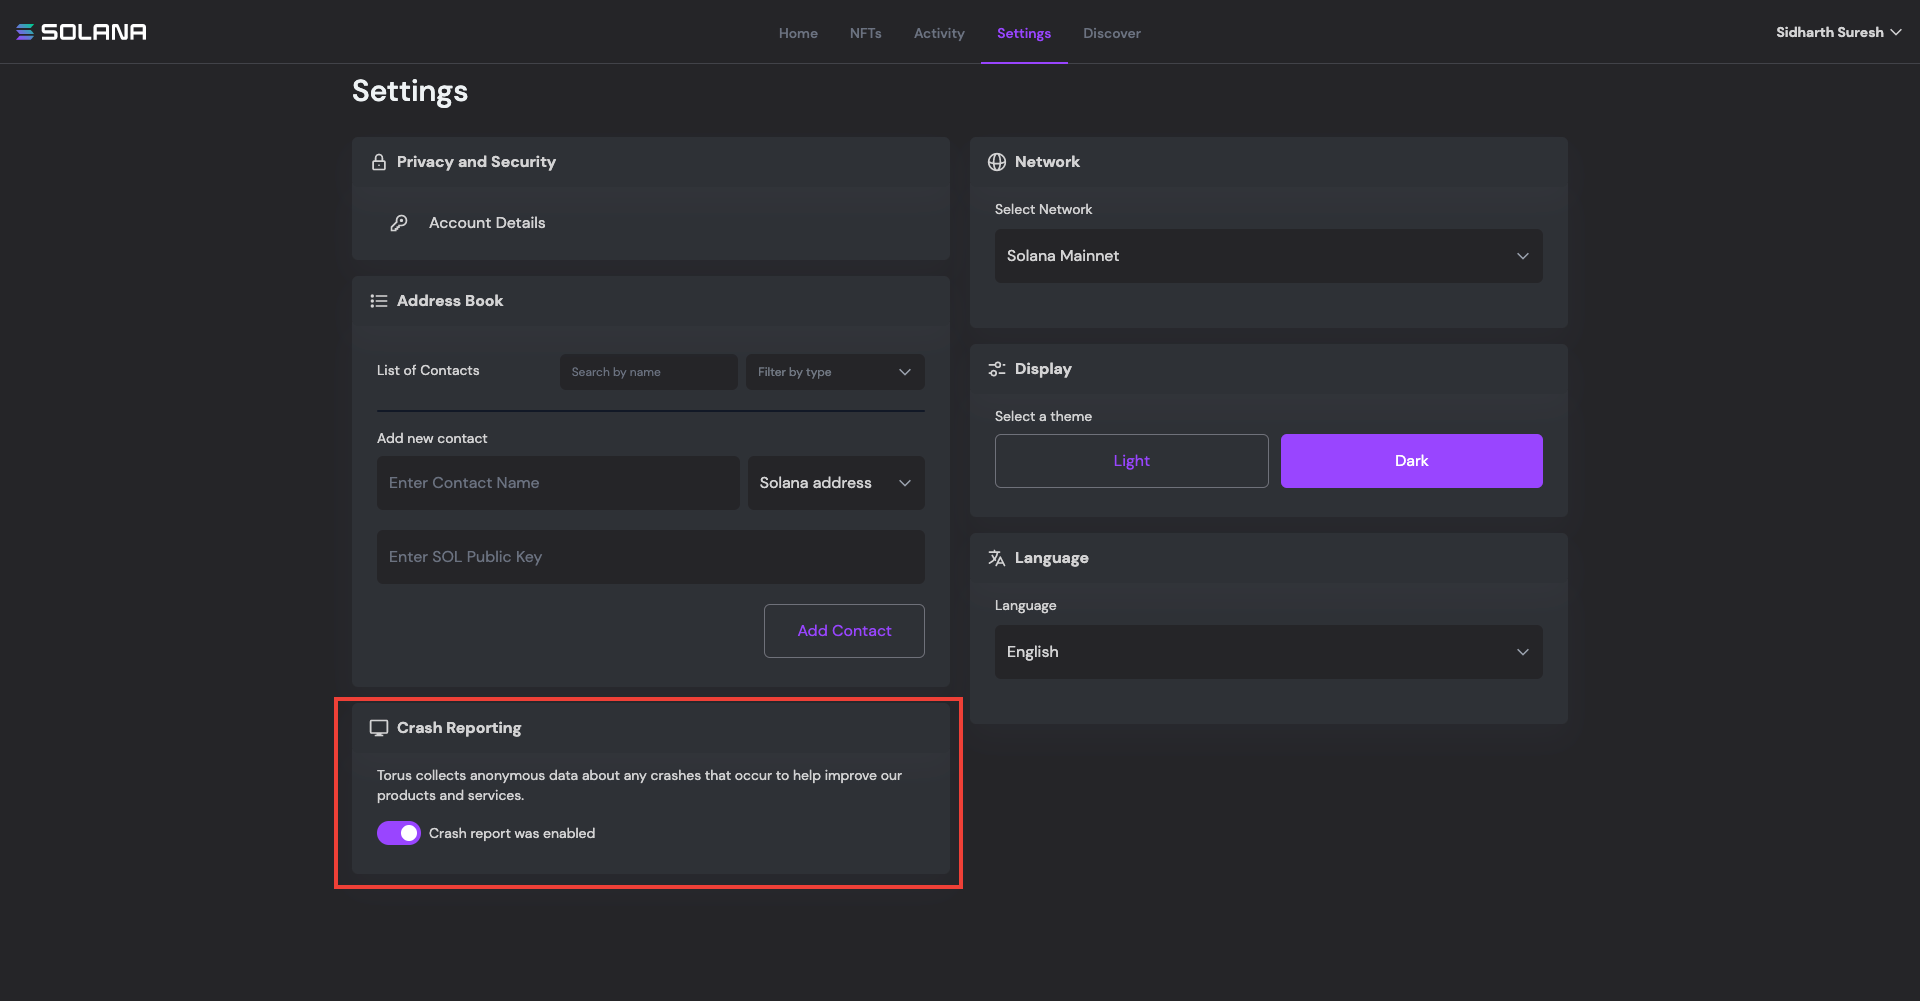 SOLANA
Home
NFTs
Activity
Settings
Discover
Sidharth Suresh
Settings
Privacy and Security
Account Details
Address Book
List of Contacts
Search by name
Filter by type
Add new contact
Enter Contact Name
Solana address
Enter SOL Public Key
Add Contact
Crash Reporting
Torus collects anonymous data about any crashes that occur to help improve our
products and services.
Crash report was enabled
Network
Select Network
Solana Mainnet
Display
Select a theme
Light
Dark
Language
Language
English